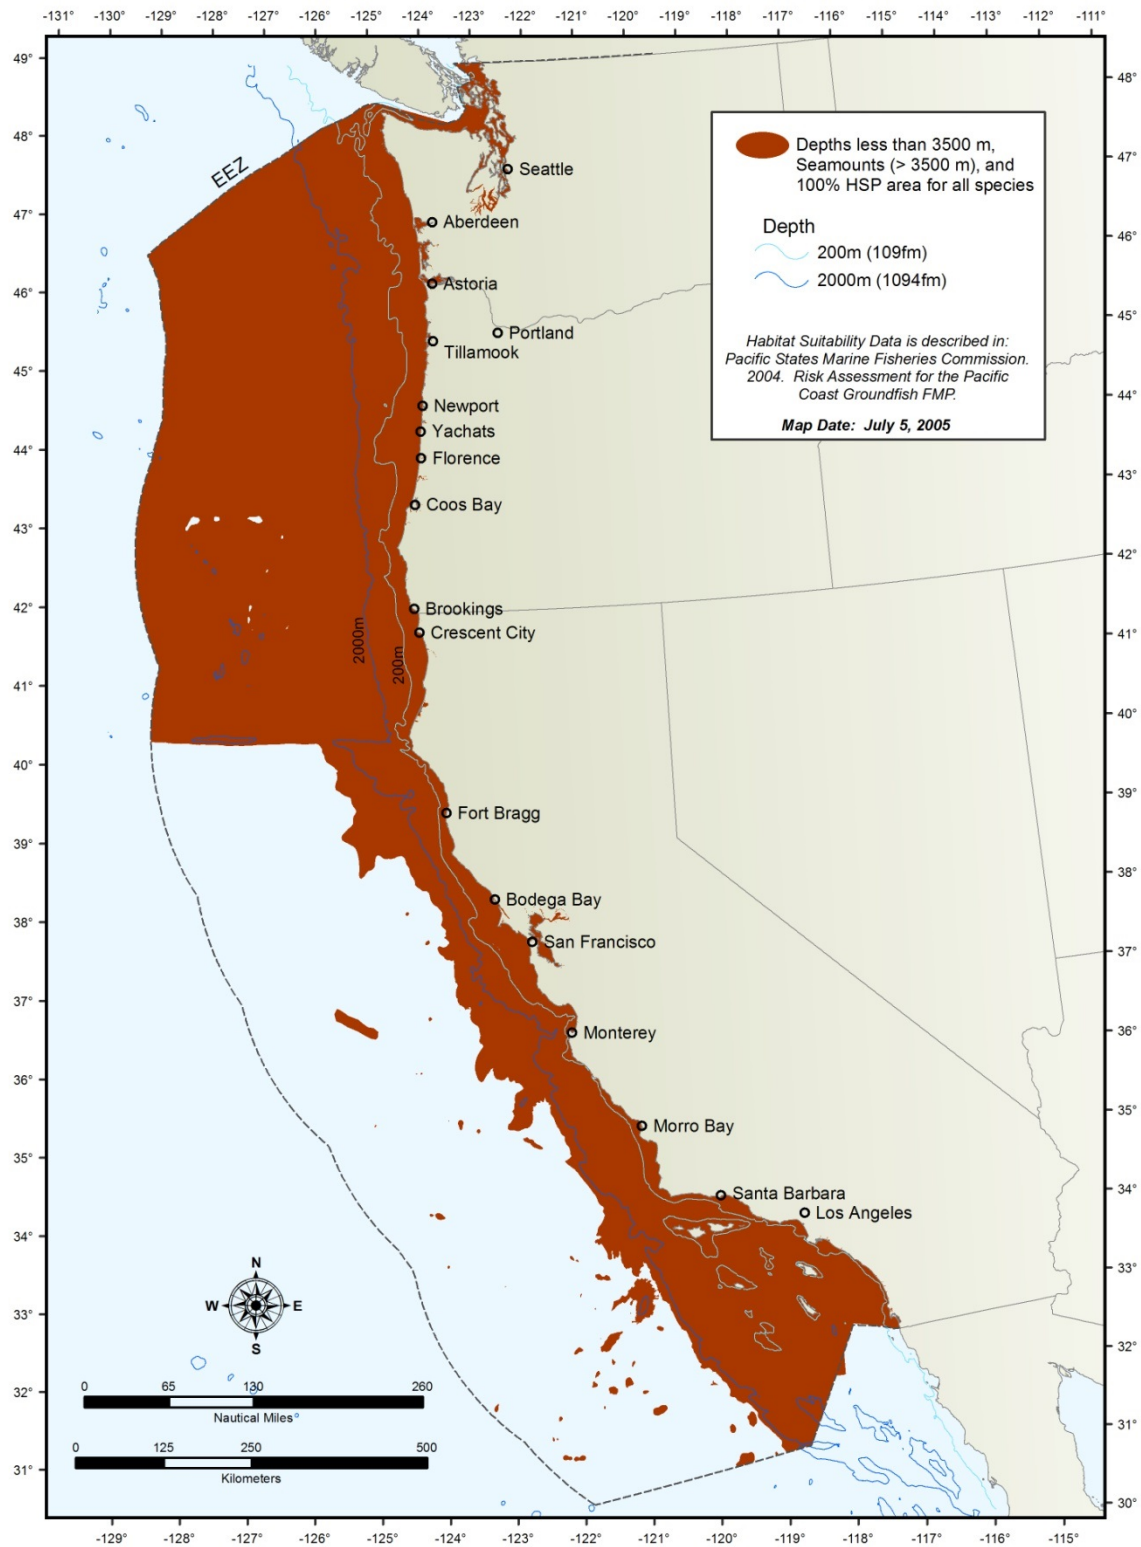 -131° -130° -129° -128° -127° -126° -125° -124° -123° -122° -121° -120° -119° -118° -117° -116° -115° -114° -113° -112° -111°
49°
48°
47°
46°
45°
44°
43°
42°
41°
40°
39°
38°
37°
36°
35°
34°
33°
32°
31°
EEZ
Seattle
Aberdeen
Astoria
Portland
Tillamook
Newport
Yachats
Florence
Coos Bay
Brookings
Crescent City
2000m
200m
Fort Bragg
Bodega Bay
San Francisco
Monterey
Morro Bay
Santa Barbara
Los Angeles
Depths less than 3500 m,
Seamounts (> 3500 m), and
100% HSP area for all species
Depth
200m (109fm)
2000m (1094fm)
Habitat Suitability Data is described in:
Pacific States Marine Fisheries Commission.
2004. Risk Assessment for the Pacific
Coast Groundfish FMP.
Map Date: July 5, 2005
N
W E
S
0 65 130 260
Nautical Miles
0 125 250 500
Kilometers
48°
47°
46°
45°
44°
43°
42°
41°
40°
39°
38°
37°
36°
35°
34°
33°
32°
31°
30°
-129° -128° -127° -126° -125° -124° -123° -122° -121° -120° -119° -118° -117° -116° -115°